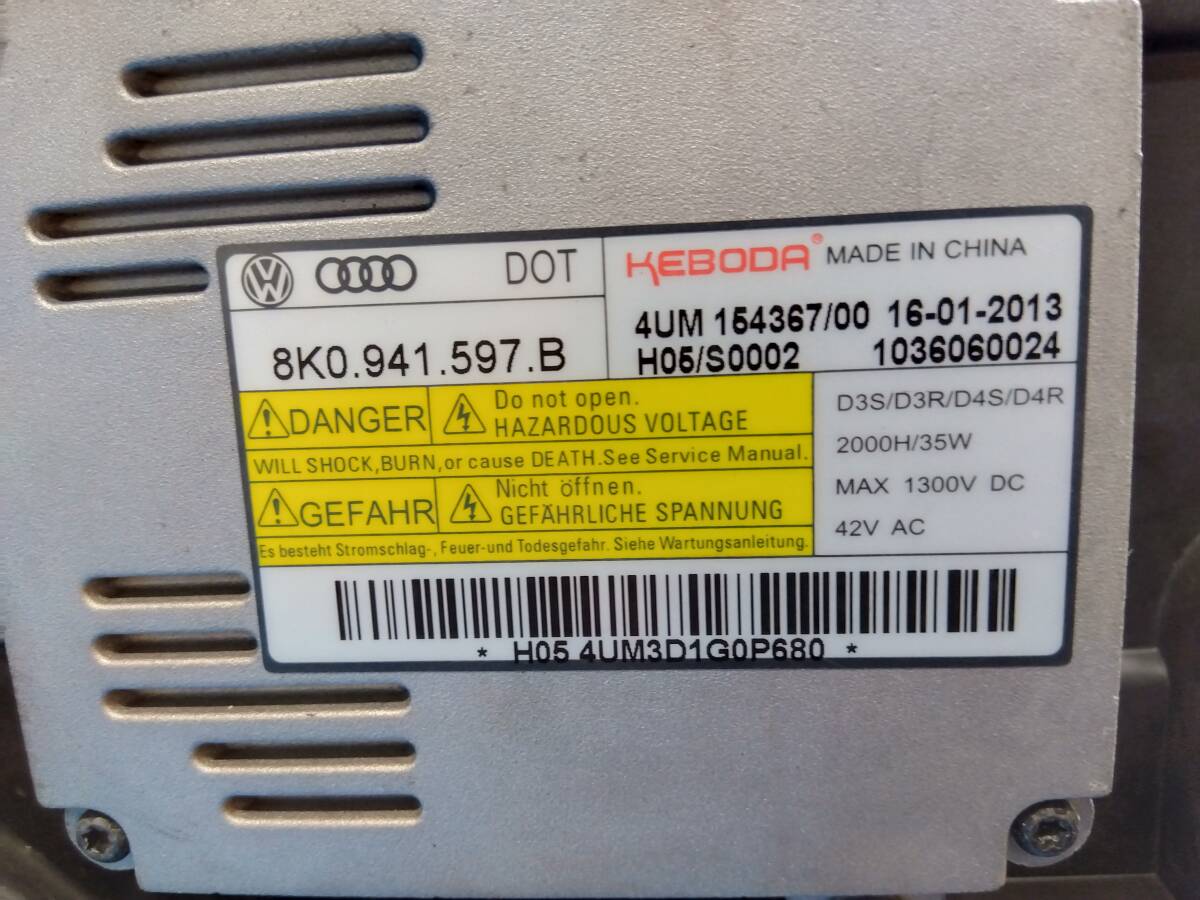 DOT
8K0.941.597.B
KEBODA® MADE IN CHINA
4UM 154367/00 16-01-2013
H05/S0002 1036060024
DANGER
Do not open.
HAZARDOUS VOLTAGE
WILL SHOCK,BURN,or cause DEATH.See Service Manual.
GEFAHR
Nicht öffnen.
GEFÄHRLICHE SPANNUNG
Es besteht Stromschlag-, Feuer-und Todesgefahr. Siehe Wartungsanleitung.
D3S/D3R/D4S/D4R
2000H/35W
MAX 1300V DC
42V AC
* H05 4UM3D1G0P680 *